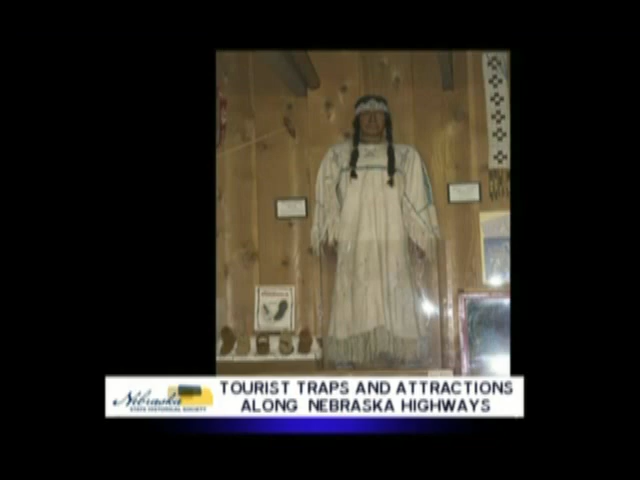 Nebraska
STATE HISTORICAL SOCIETY
TOURIST TRAPS AND ATTRACTIONS
ALONG NEBRASKA HIGHWAYS